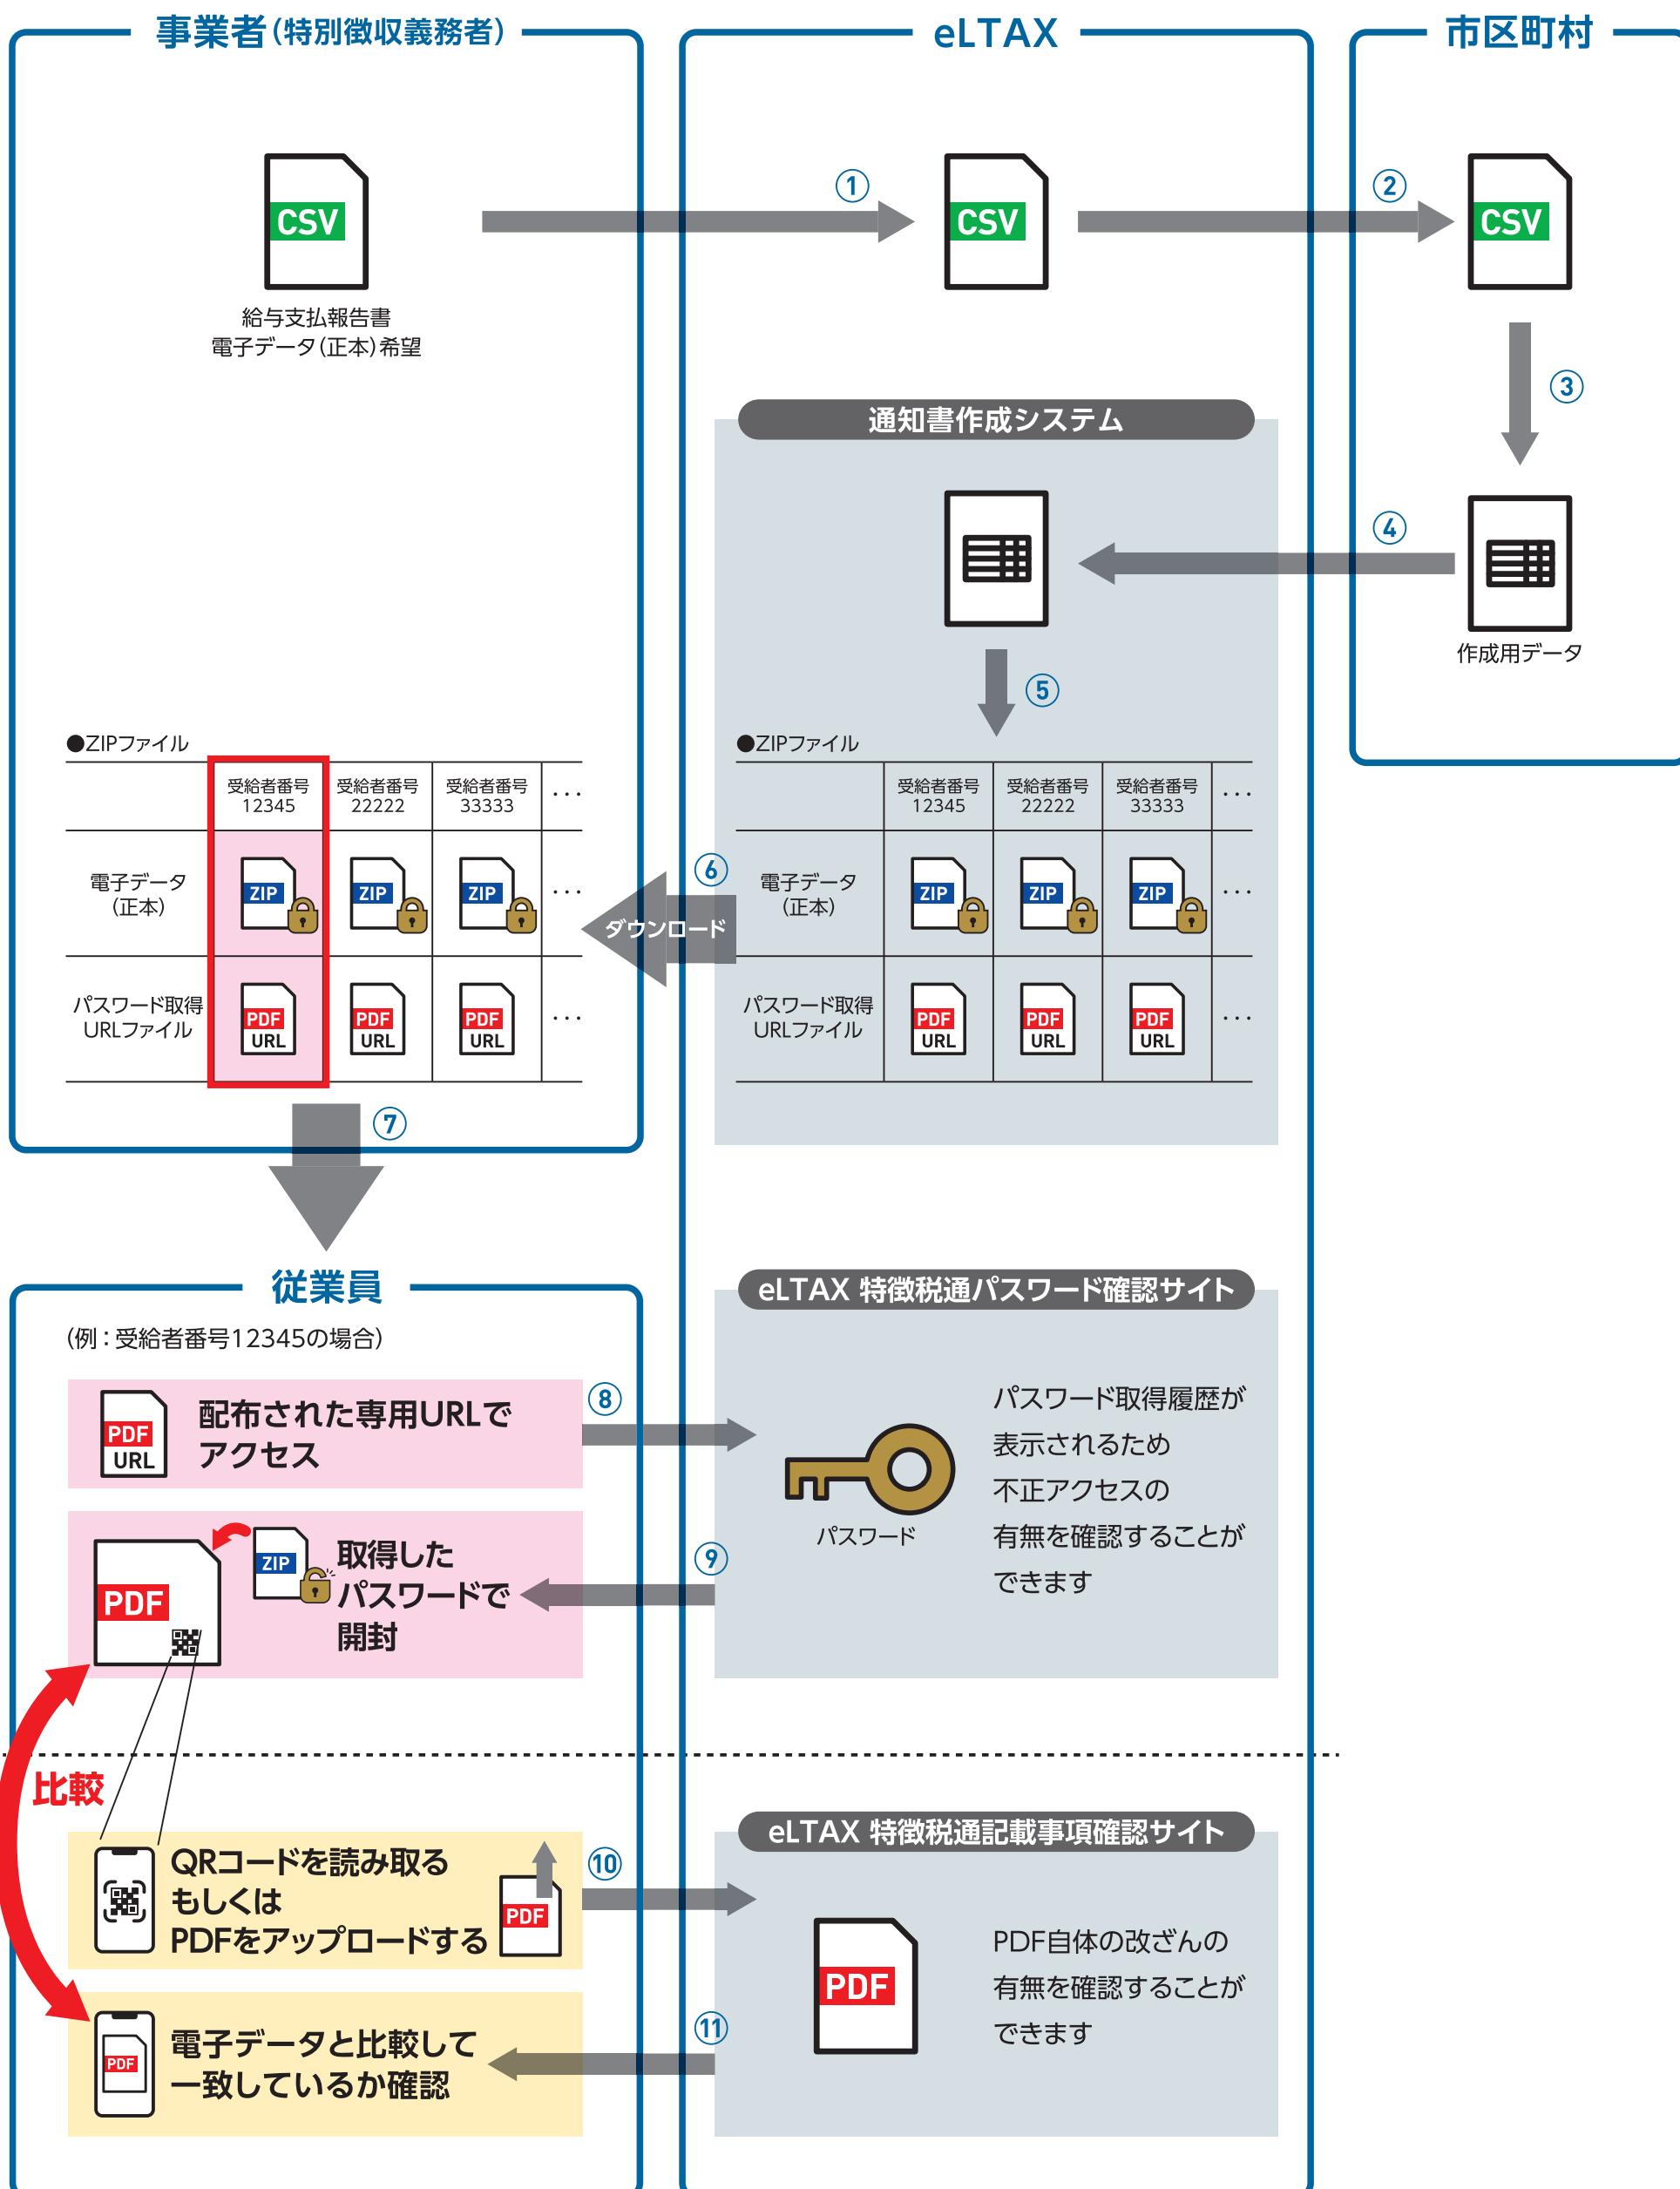 事業者(特別徴収義務者)
eLTAX
市区町村
CSV
①
CSV
②
CSV
給与支払報告書
電子データ(正本)希望
③
通知書作成システム
④
作成用データ
⑤
●ZIPファイル
受給者番号
12345
受給者番号
22222
受給者番号
33333
・・・
電子データ
(正本)
ZIP
ZIP
ZIP
・・・
パスワード取得
URLファイル
PDF
URL
PDF
URL
PDF
URL
・・・
⑥
ダウンロード
●ZIPファイル
受給者番号
12345
受給者番号
22222
受給者番号
33333
・・・
電子データ
(正本)
ZIP
ZIP
ZIP
・・・
パスワード取得
URLファイル
PDF
URL
PDF
URL
PDF
URL
・・・
⑦
従業員
(例:受給者番号12345の場合)
PDF
URL
配布された専用URLで
アクセス
⑧
eLTAX 特徴税通パスワード確認サイト
パスワード
パスワード取得履歴が
表示されるため
不正アクセスの
有無を確認することが
できます
PDF
ZIP
取得した
パスワードで
開封
⑨
比較
QRコードを読み取る
もしくは
PDFをアップロードする
PDF
⑩
eLTAX 特徴税通記載事項確認サイト
PDF
PDF自体の改ざんの
有無を確認することが
できます
PDF
電子データと比較して
一致しているか確認
⑪